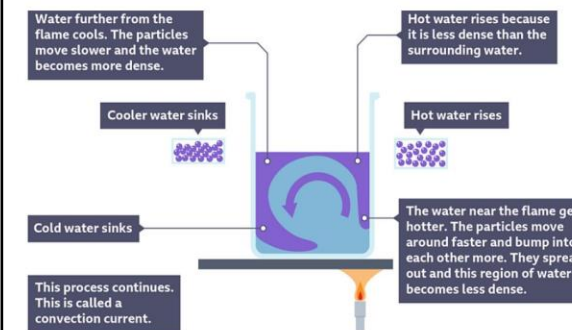 Water further from the
flame cools. The particles
move slower and the water
becomes more dense.
Hot water rises because
it is less dense than the
surrounding water.
Cooler water sinks
Hot water rises
Cold water sinks
The water near the flame ge
hotter. The particles move
around faster and bump into
each other more. They sprea
out and this region of water
becomes less dense.
This process continues.
This is called a
convection current.